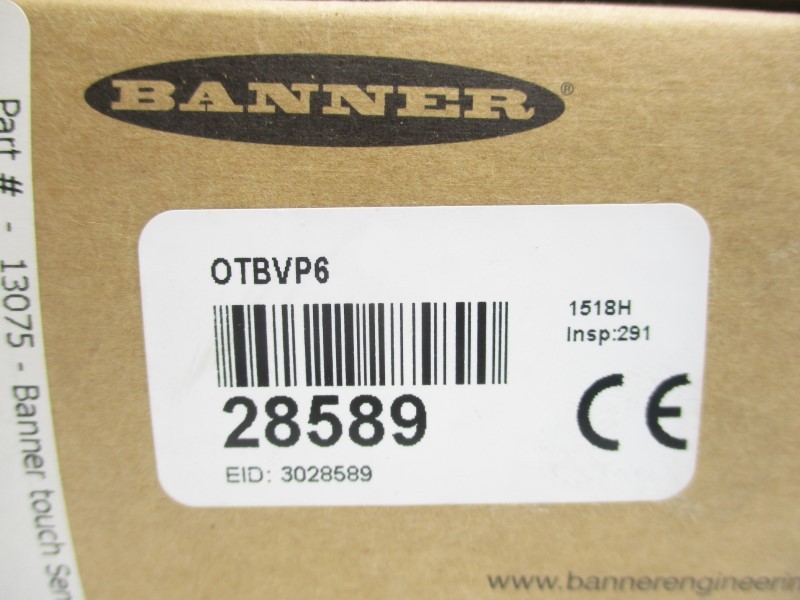 BANNER®
Part # - 13075 - Banner touch Sen
OTBVP6
1518H
Insp:291
28589
CE
EID: 3028589
www.bannerengineerin